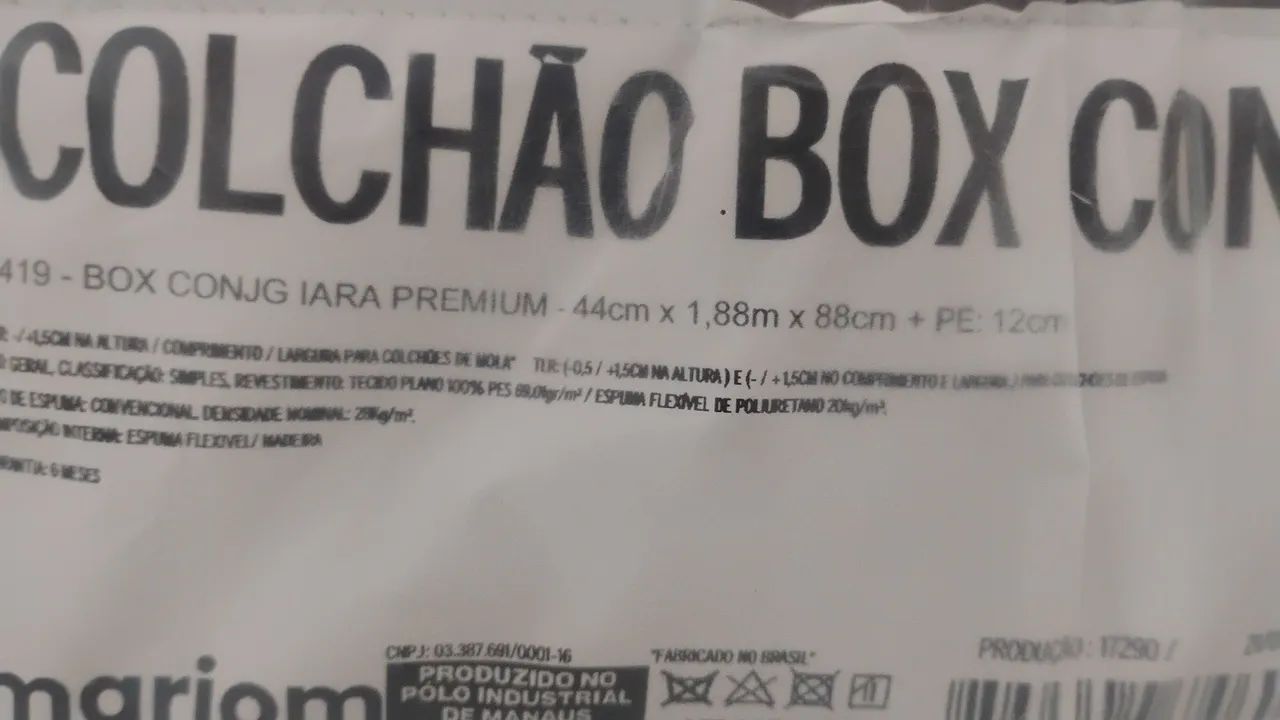 COLCHÃO BOX CON
419 - BOX CONJG IARA PREMIUM - 44cm x 1,88m x 88cm + PE: 12cm
-/+1,5CM NA ALTURA / COMPRIMENTO / LARGURA PARA COLCHÕES DE MOLA" TLR: (-0,5 / +1,5CM NA ALTURA) E (- / +1,5CM NO COMPRIMENTO E LARGURA
GERAL, CLASSIFICAÇÃO: SIMPLES, REVESTIMENTO: TECIDO PLANO 100% PES 69,0/gr/m² / ESPUMA FLEXÍVEL DE POLIURETANO 20kg/m³.
DE ESPUMA: CONVENCIONAL. DENSIDADE NOMINAL: 28Kg/m³.
INTERNA: ESPUMA FLEXIVEL/ MADEIRA
6 MESES
CNPJ: 03.387.691/0001-16
"FABRICADO NO BRASIL"
PRODUÇÃO: 17290 /
mariom
PRODUZIDO NO
PÓLO INDUSTRIAL
DE MANAUS